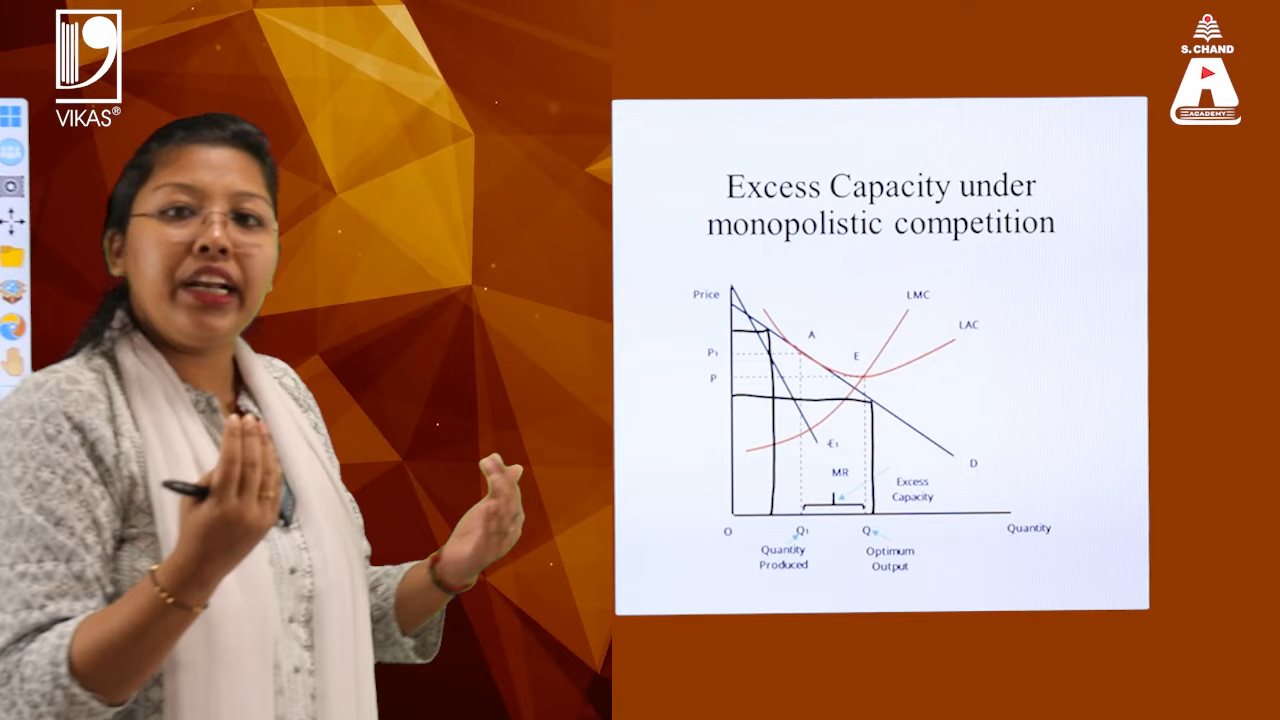 VIKAS®
S. CHAND
ACADEMY
Excess Capacity under
monopolistic competition
Price
LMC
LAC
A
E
P₁
P
E₁
D
MR
Excess
Capacity
O
Q₁
Q
Quantity
Quantity
Produced
Optimum
Output